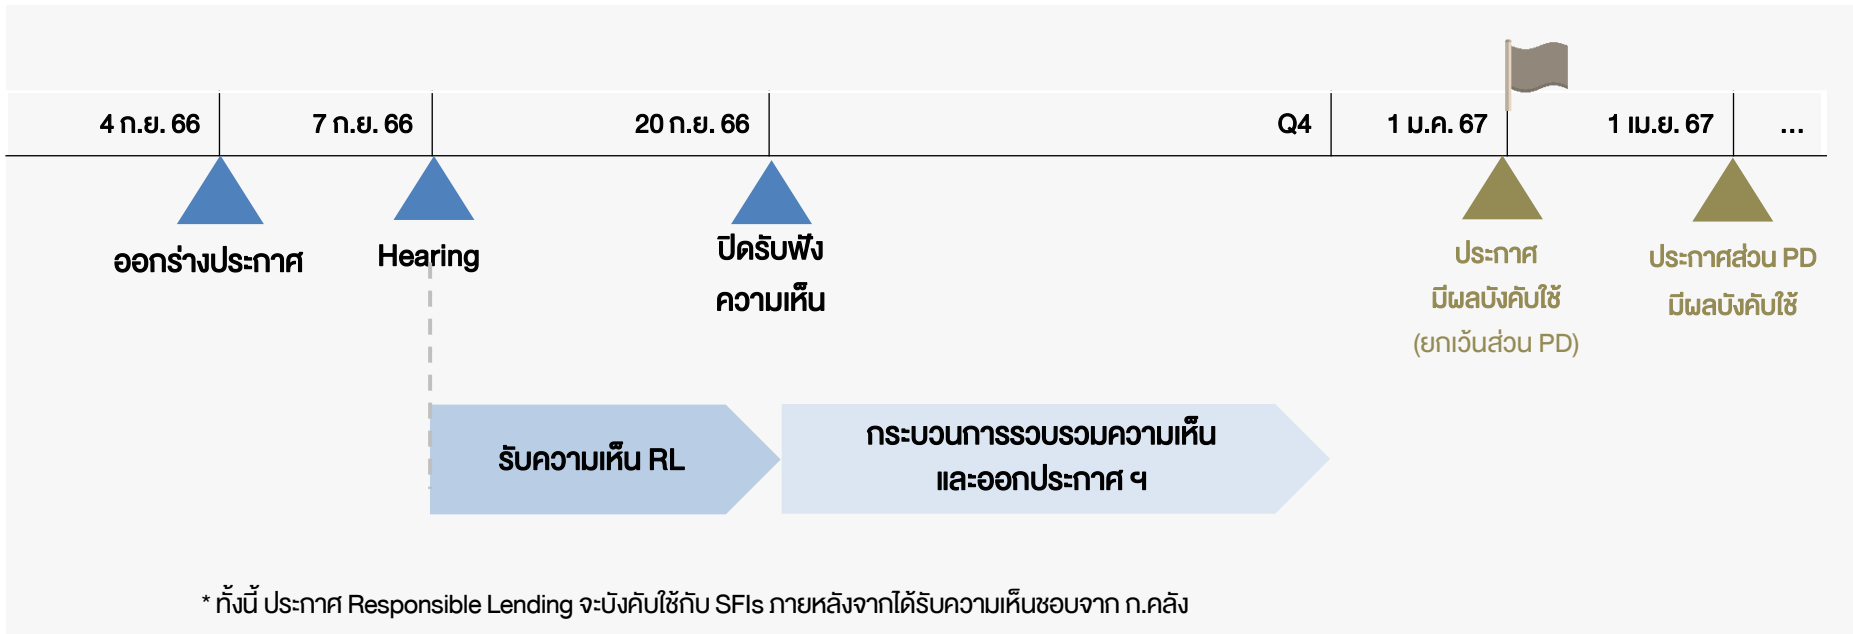 4 ก.ย. 66
7 ก.ย. 66
20 ก.ย. 66
Q4
1 ม.ค. 67
1 เม.ย. 67
...
ออกร่างประกาศ
Hearing
ปิดรับฟัง
ความเห็น
ประกาศ
มีผลบังคับใช้
(ยกเว้นส่วน PD)
ประกาศส่วน PD
มีผลบังคับใช้
รับความเห็น RL
กระบวนการรวบรวมความเห็น
และออกประกาศ ฯ
* ทั้งนี้ ประกาศ Responsible Lending จะบังคับใช้กับ SFIs ภายหลังจากได้รับความเห็นชอบจาก ก.คลัง